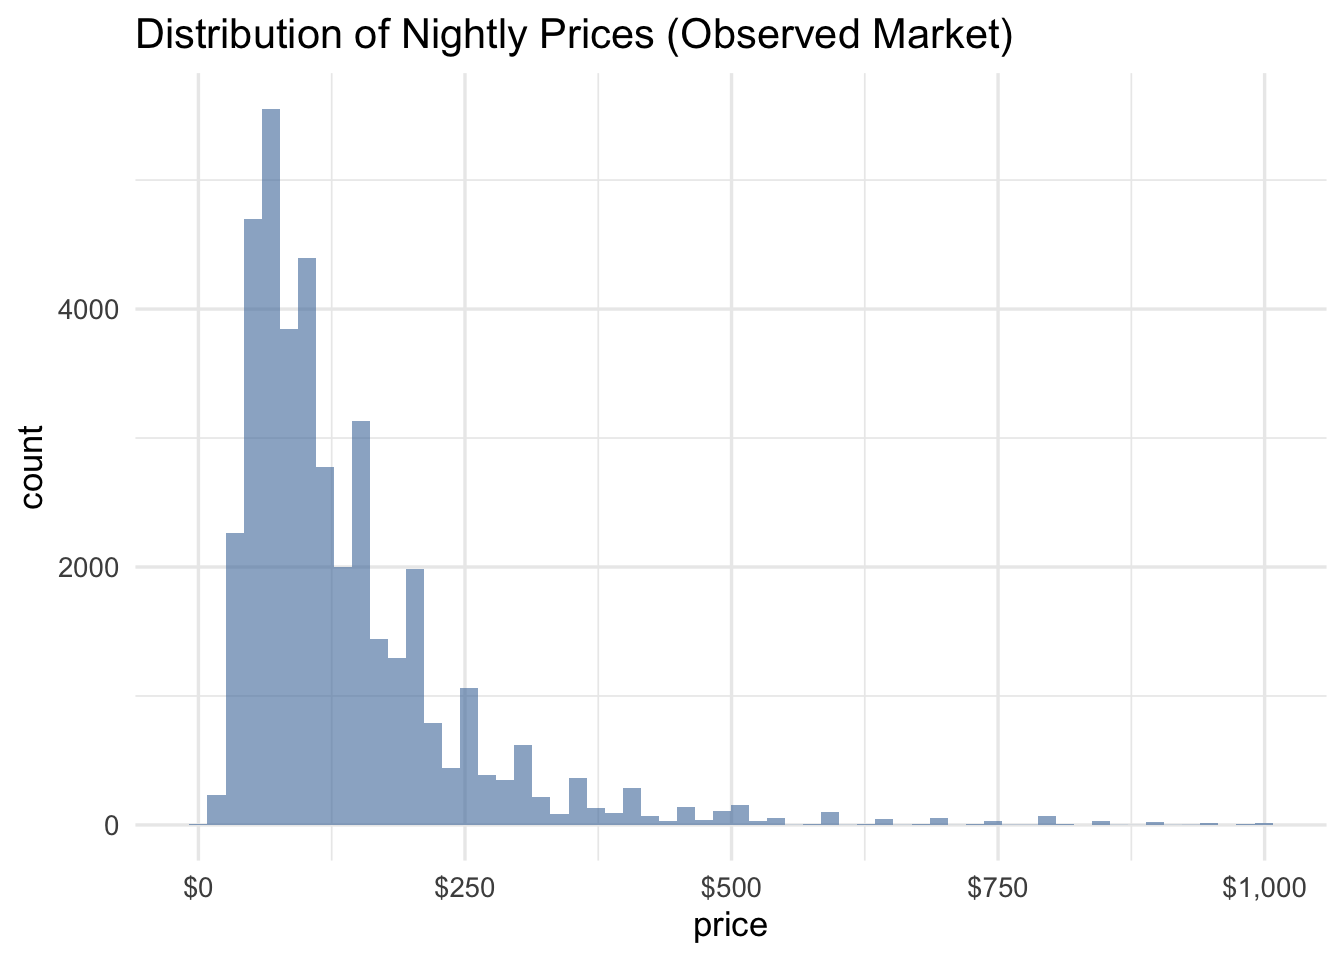 Distribution of Nightly Prices (Observed Market)
count
4000
2000
0
$0 $250 $500 $750 $1,000
price